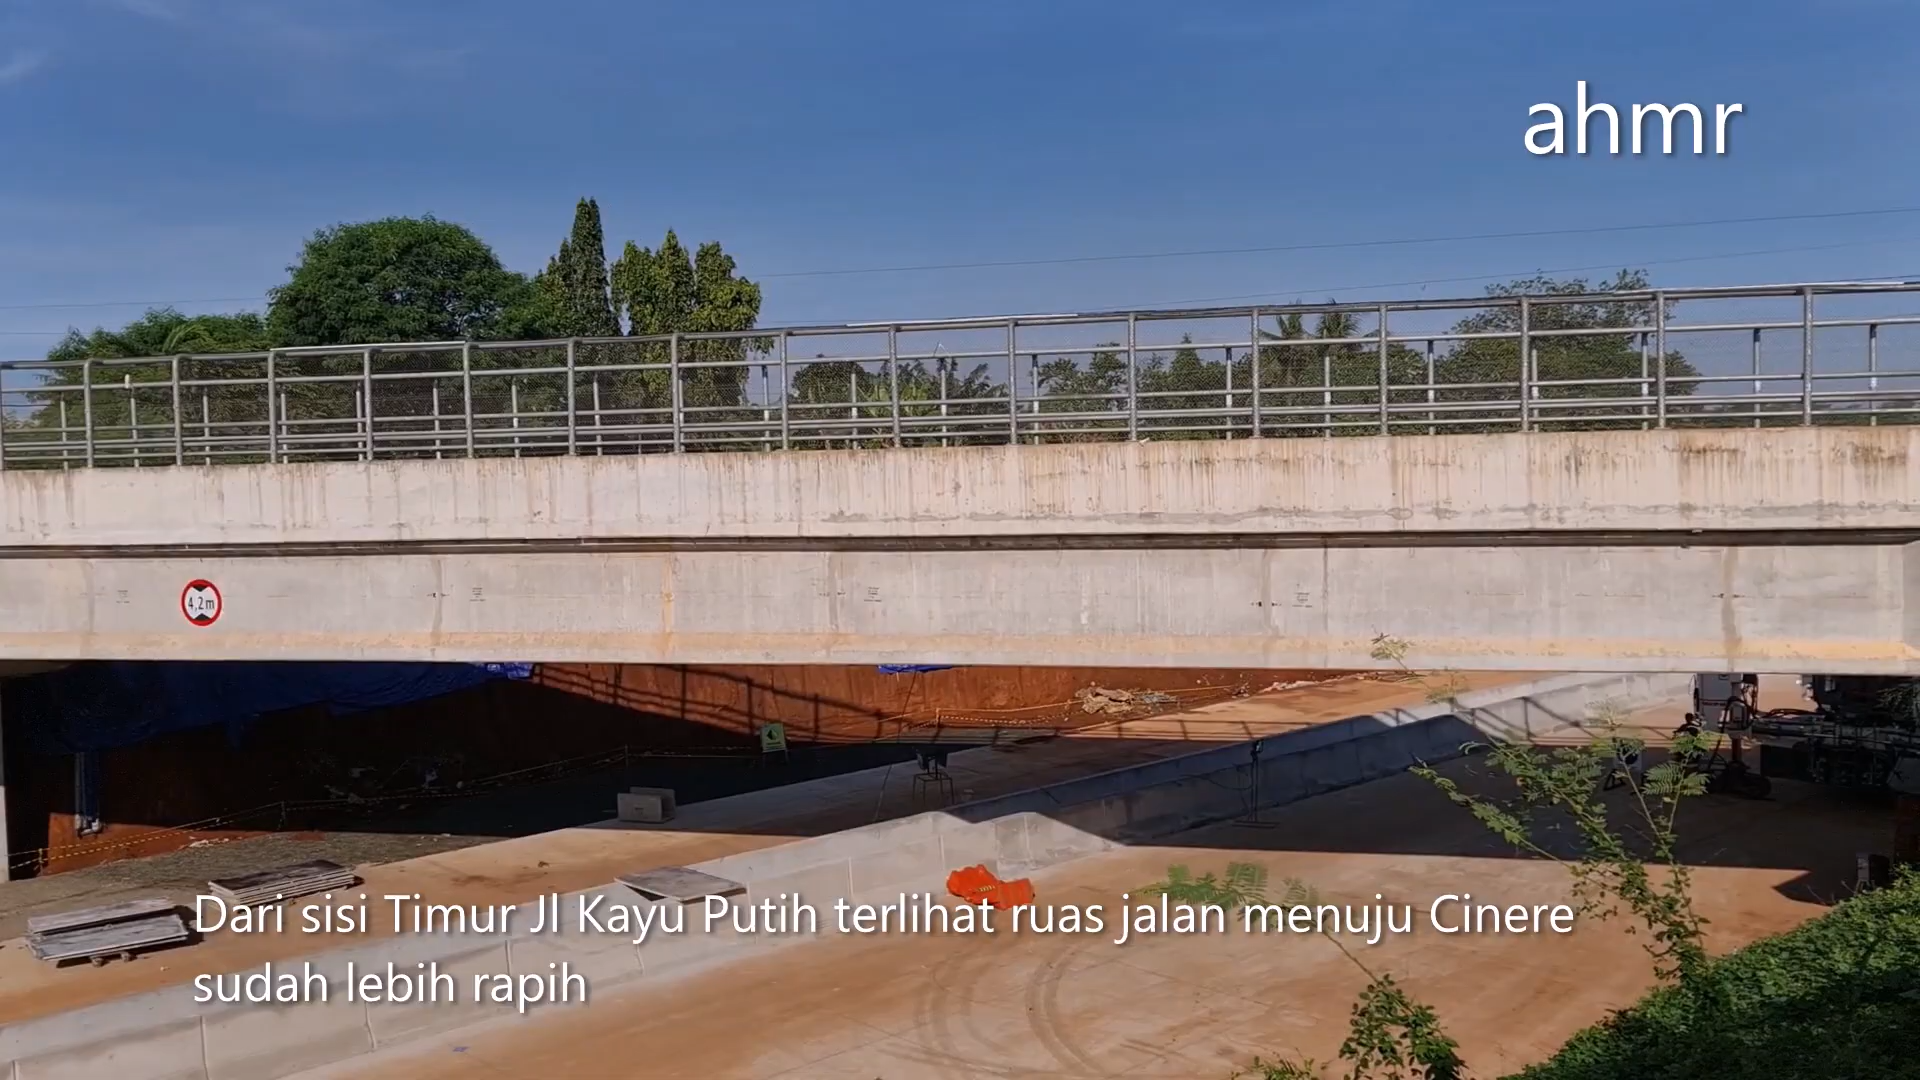 ahmr
4,2m
Dari sisi Timur Jl Kayu Putih terlihat ruas jalan menuju Cinere
sudah lebih rapih